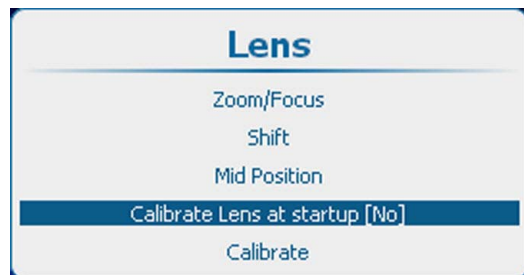 Lens
Zoom/Focus
Shift
Mid Position
Calibrate Lens at startup [No]
Calibrate